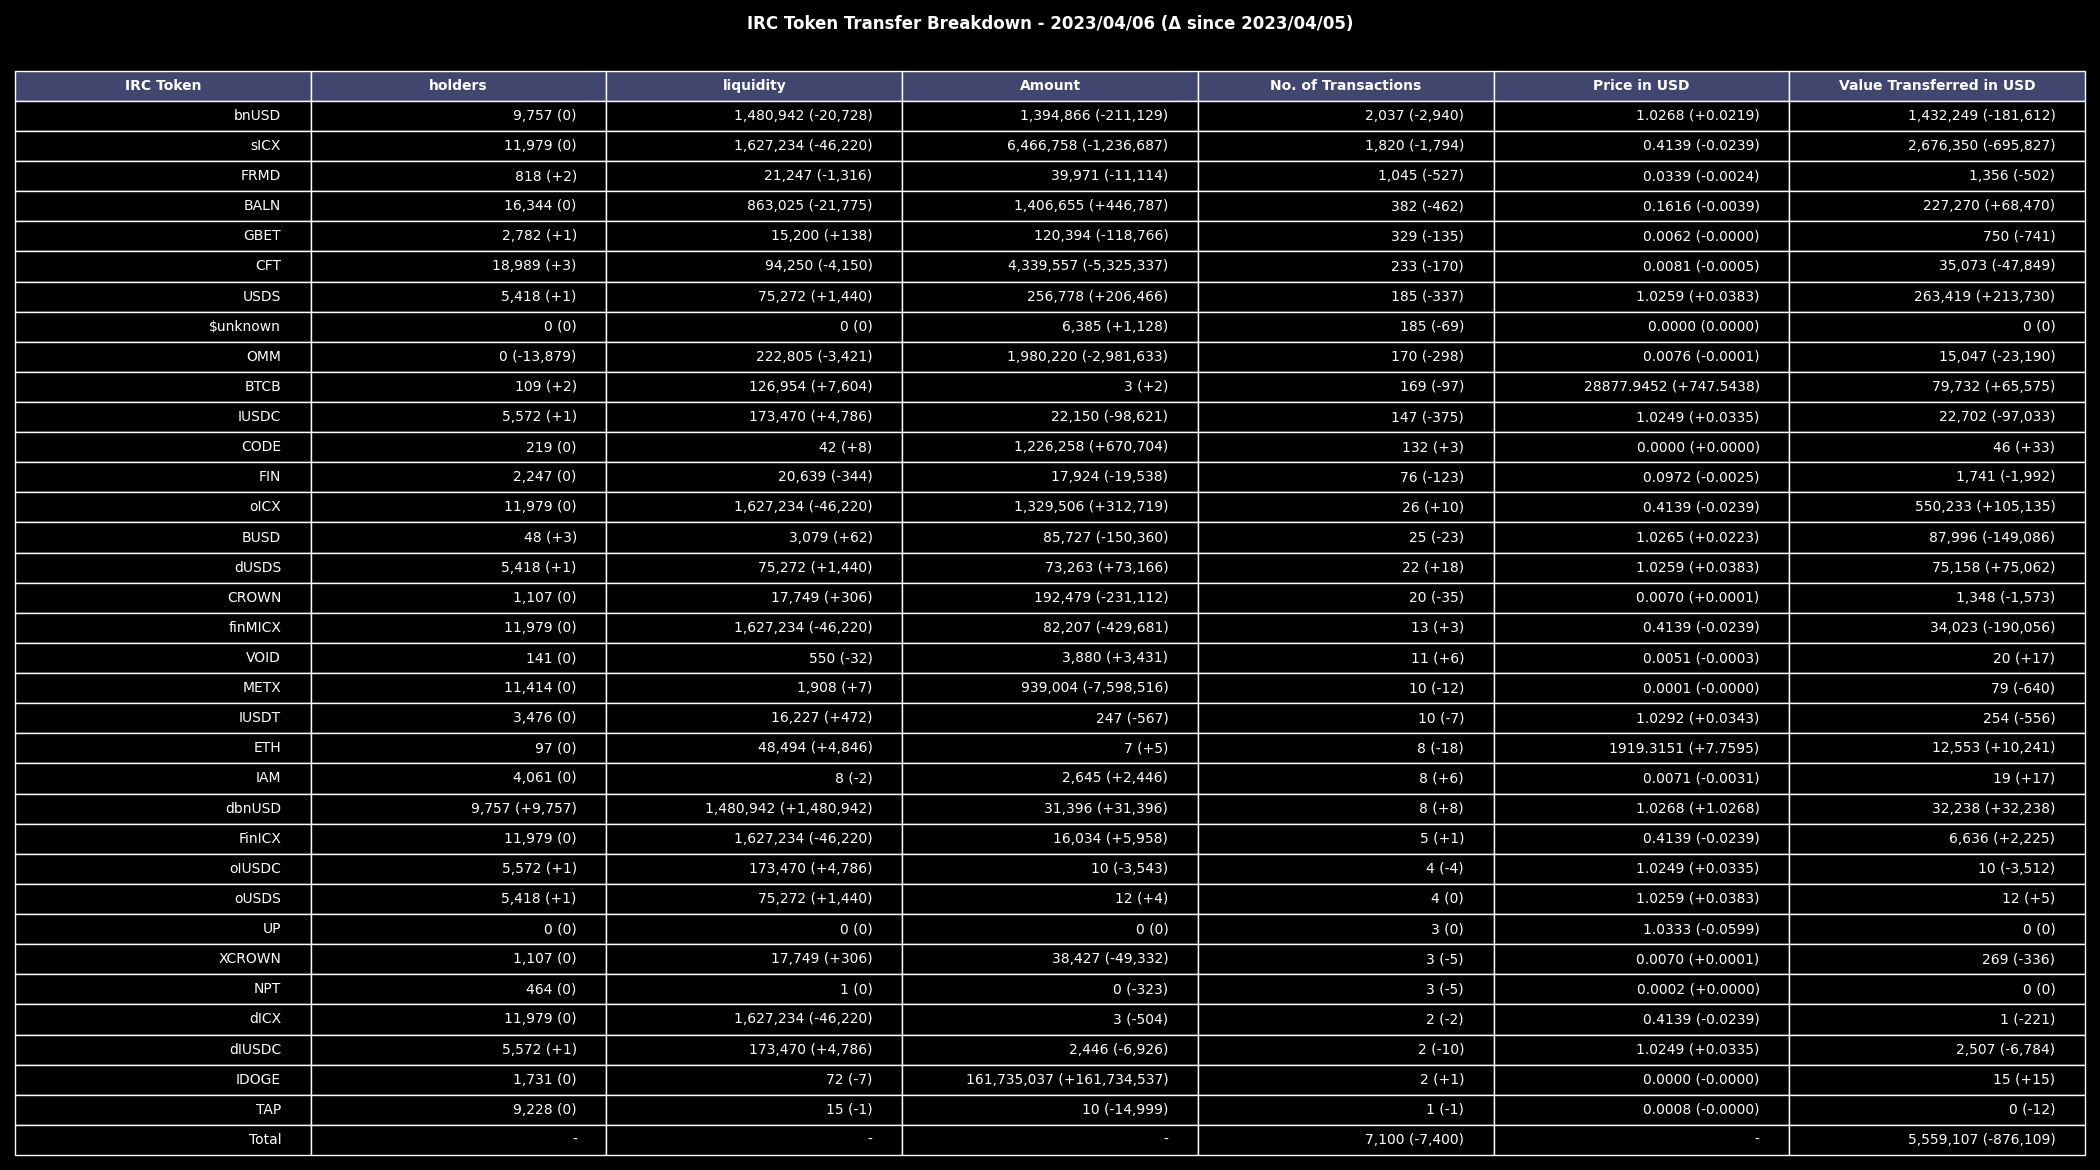 IRC Token Transfer Breakdown - 2023/04/06 (Δ since 2023/04/05)
IRC Token holders liquidity Amount No. of Transactions Price in USD Value Transferred in USD
bnUSD 9,757 (0) 1,480,942 (-20,728) 1,394,866 (-211,129) 2,037 (-2,940) 1.0268 (+0.0219) 1,432,249 (-181,612)
sICX 11,979 (0) 1,627,234 (-46,220) 6,466,758 (-1,236,687) 1,820 (-1,794) 0.4139 (-0.0239) 2,676,350 (-695,827)
FRMD 818 (+2) 21,247 (-1,316) 39,971 (-11,114) 1,045 (-527) 0.0339 (-0.0024) 1,356 (-502)
BALN 16,344 (0) 863,025 (-21,775) 1,406,655 (+446,787) 382 (-462) 0.1616 (-0.0039) 227,270 (+68,470)
GBET 2,782 (+1) 15,200 (+138) 120,394 (-118,766) 329 (-135) 0.0062 (-0.0000) 750 (-741)
CFT 18,989 (+3) 94,250 (-4,150) 4,339,557 (-5,325,337) 233 (-170) 0.0081 (-0.0005) 35,073 (-47,849)
USDS 5,418 (+1) 75,272 (+1,440) 256,778 (+206,466) 185 (-337) 1.0259 (+0.0383) 263,419 (+213,730)
$unknown 0 (0) 0 (0) 6,385 (+1,128) 185 (-69) 0.0000 (0.0000) 0 (0)
OMM 0 (-13,879) 222,805 (-3,421) 1,980,220 (-2,981,633) 170 (-298) 0.0076 (-0.0001) 15,047 (-23,190)
BTCB 109 (+2) 126,954 (+7,604) 3 (+2) 169 (-97) 28877.9452 (+747.5438) 79,732 (+65,575)
IUSDC 5,572 (+1) 173,470 (+4,786) 22,150 (-98,621) 147 (-375) 1.0249 (+0.0335) 22,702 (-97,033)
CODE 219 (0) 42 (+8) 1,226,258 (+670,704) 132 (+3) 0.0000 (+0.0000) 46 (+33)
FIN 2,247 (0) 20,639 (-344) 17,924 (-19,538) 76 (-123) 0.0972 (-0.0025) 1,741 (-1,992)
oICX 11,979 (0) 1,627,234 (-46,220) 1,329,506 (+312,719) 26 (+10) 0.4139 (-0.0239) 550,233 (+105,135)
BUSD 48 (+3) 3,079 (+62) 85,727 (-150,360) 25 (-23) 1.0265 (+0.0223) 87,996 (-149,086)
dUSDS 5,418 (+1) 75,272 (+1,440) 73,263 (+73,166) 22 (+18) 1.0259 (+0.0383) 75,158 (+75,062)
CROWN 1,107 (0) 17,749 (+306) 192,479 (-231,112) 20 (-35) 0.0070 (+0.0001) 1,348 (-1,573)
finMICX 11,979 (0) 1,627,234 (-46,220) 82,207 (-429,681) 13 (+3) 0.4139 (-0.0239) 34,023 (-190,056)
VOID 141 (0) 550 (-32) 3,880 (+3,431) 11 (+6) 0.0051 (-0.0003) 20 (+17)
METX 11,414 (0) 1,908 (+7) 939,004 (-7,598,516) 10 (-12) 0.0001 (-0.0000) 79 (-640)
IUSDT 3,476 (0) 16,227 (+472) 247 (-567) 10 (-7) 1.0292 (+0.0343) 254 (-556)
ETH 97 (0) 48,494 (+4,846) 7 (+5) 8 (-18) 1919.3151 (+7.7595) 12,553 (+10,241)
IAM 4,061 (0) 8 (-2) 2,645 (+2,446) 8 (+6) 0.0071 (-0.0031) 19 (+17)
dbnUSD 9,757 (+9,757) 1,480,942 (+1,480,942) 31,396 (+31,396) 8 (+8) 1.0268 (+1.0268) 32,238 (+32,238)
FinICX 11,979 (0) 1,627,234 (-46,220) 16,034 (+5,958) 5 (+1) 0.4139 (-0.0239) 6,636 (+2,225)
oIUSDC 5,572 (+1) 173,470 (+4,786) 10 (-3,543) 4 (-4) 1.0249 (+0.0335) 10 (-3,512)
oUSDS 5,418 (+1) 75,272 (+1,440) 12 (+4) 4 (0) 1.0259 (+0.0383) 12 (+5)
UP 0 (0) 0 (0) 0 (0) 3 (0) 1.0333 (-0.0599) 0 (0)
XCROWN 1,107 (0) 17,749 (+306) 38,427 (-49,332) 3 (-5) 0.0070 (+0.0001) 269 (-336)
NPT 464 (0) 1 (0) 0 (-323) 3 (-5) 0.0002 (+0.0000) 0 (0)
dICX 11,979 (0) 1,627,234 (-46,220) 3 (-504) 2 (-2) 0.4139 (-0.0239) 1 (-221)
dIUSDC 5,572 (+1) 173,470 (+4,786) 2,446 (-6,926) 2 (-10) 1.0249 (+0.0335) 2,507 (-6,784)
IDOGE 1,731 (0) 72 (-7) 161,735,037 (+161,734,537) 2 (+1) 0.0000 (-0.0000) 15 (+15)
TAP 9,228 (0) 15 (-1) 10 (-14,999) 1 (-1) 0.0008 (-0.0000) 0 (-12)
Total - - - 7,100 (-7,400) - 5,559,107 (-876,109)